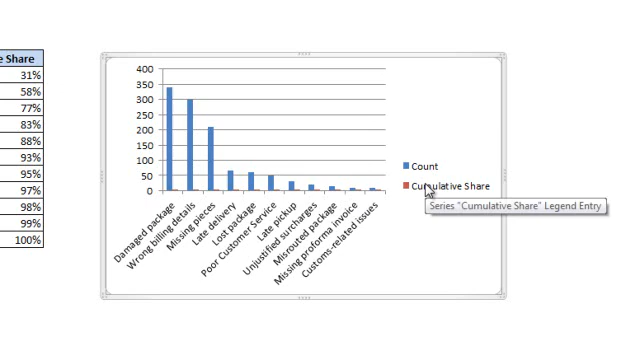 e Share
31%
58%
77%
83%
88%
93%
95%
97%
98%
99%
100%
400
350
300
250
200
150
100
50
0
Damaged package
Wrong billing details
Missing pieces
Late delivery
Lost package
Poor Customer Service
Late pickup
Unjustified surcharges
Misrouted package
Missing proforma invoice
Customs-related issues
Count
Cumulative Share
Series "Cumulative Share" Legend Entry